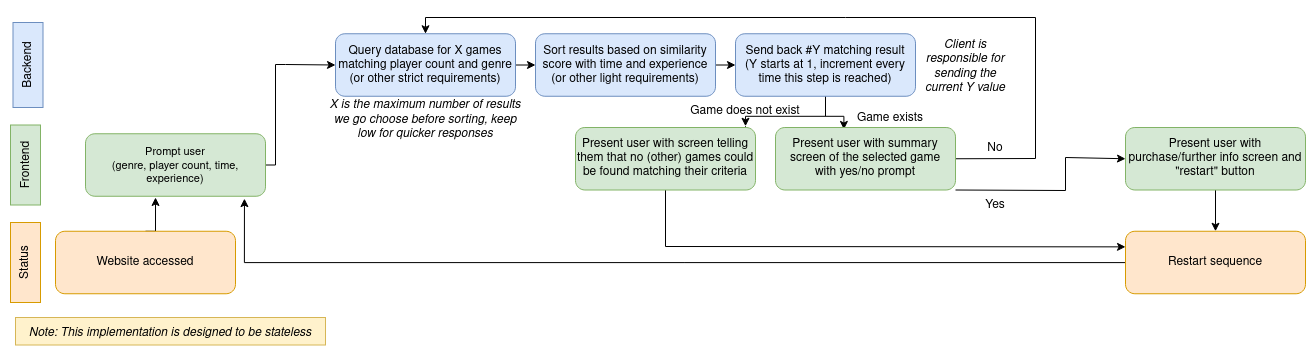 Backend
Query database for X games
matching player count and genre
(or other strict requirements)
Sort results based on similarity
score with time and experience
(or other light requirements)
Send back #Y matching result
(Y starts at 1, increment every
time this step is reached)
Client is
responsible for
sending the
current Y value
X is the maximum number of results
we go choose before sorting, keep
low for quicker responses
Game does not exist
Game exists
Frontend
Prompt user
(genre, player count, time,
experience)
Present user with screen telling
them that no (other) games could
be found matching their criteria
Present user with summary
screen of the selected game
with yes/no prompt
No
Yes
Present user with
purchase/further info screen and
"restart" button
Status
Website accessed
Restart sequence
Note: This implementation is designed to be stateless